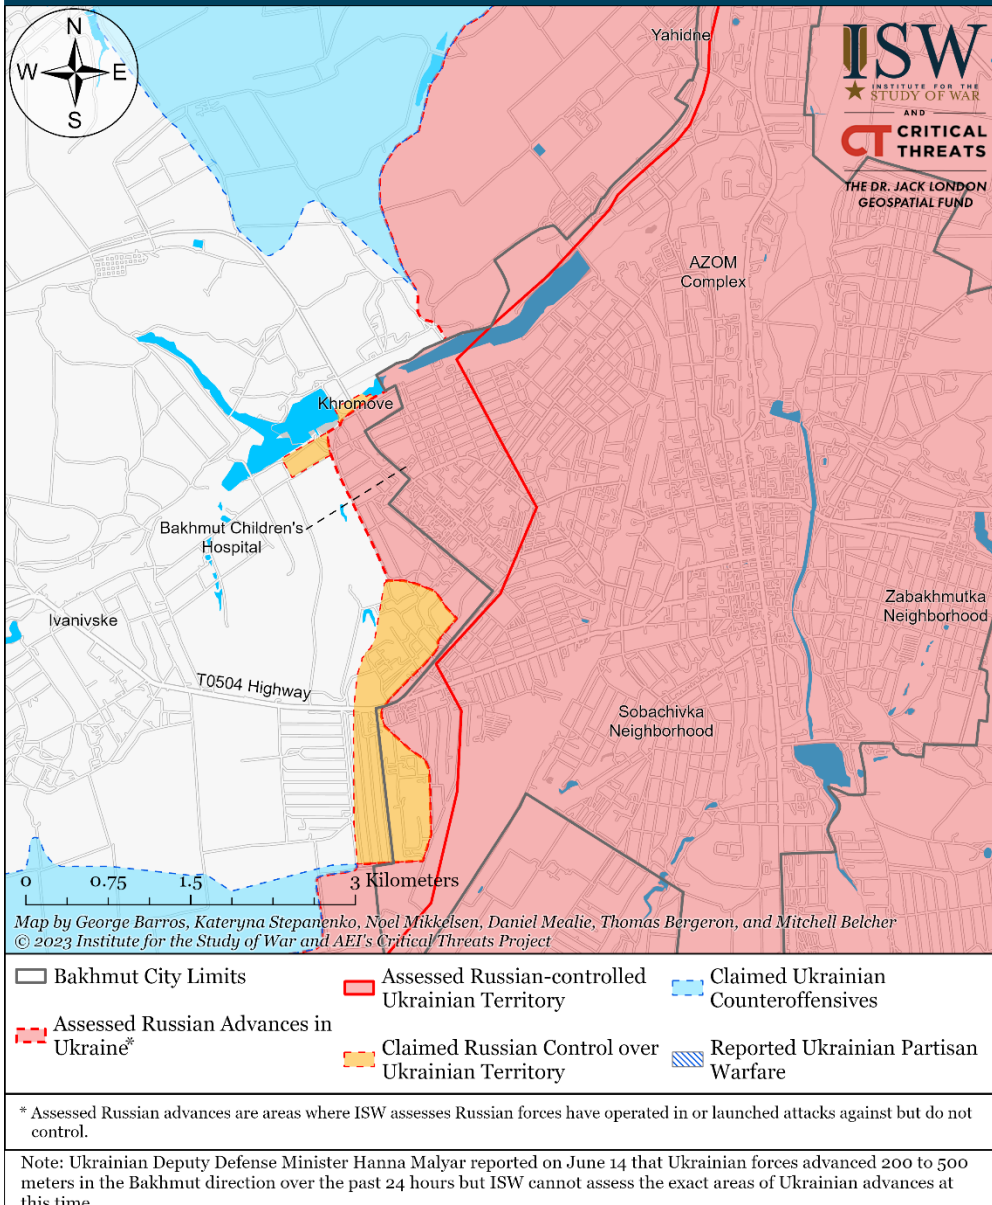 N
W E
S
Yahidne
ISW
INSTITUTE FOR THE
STUDY OF WAR
AND
CT CRITICAL
THREATS
THE DR. JACK LONDON
GEOSPATIAL FUND
AZOM
Complex
Khromove
Bakhmut Children's
Hospital
Ivanivske
Zabakhmutka
Neighborhood
T0504 Highway
Sobachivka
Neighborhood
0 0.75 1.5 3 Kilometers
Map by George Barros, Kateryna Stepanenko, Noel Mikkelsen, Daniel Mealie, Thomas Bergeron, and Mitchell Belcher
© 2023 Institute for the Study of War and AEI's Critical Threats Project
Bakhmut City Limits
Assessed Russian Advances in
Ukraine*
Assessed Russian-controlled
Ukrainian Territory
Claimed Russian Control over
Ukrainian Territory
Claimed Ukrainian
Counteroffensives
Reported Ukrainian Partisan
Warfare
* Assessed Russian advances are areas where ISW assesses Russian forces have operated in or launched attacks against but do not
control.
Note: Ukrainian Deputy Defense Minister Hanna Malyar reported on June 14 that Ukrainian forces advanced 200 to 500
meters in the Bakhmut direction over the past 24 hours but ISW cannot assess the exact areas of Ukrainian advances at
this time